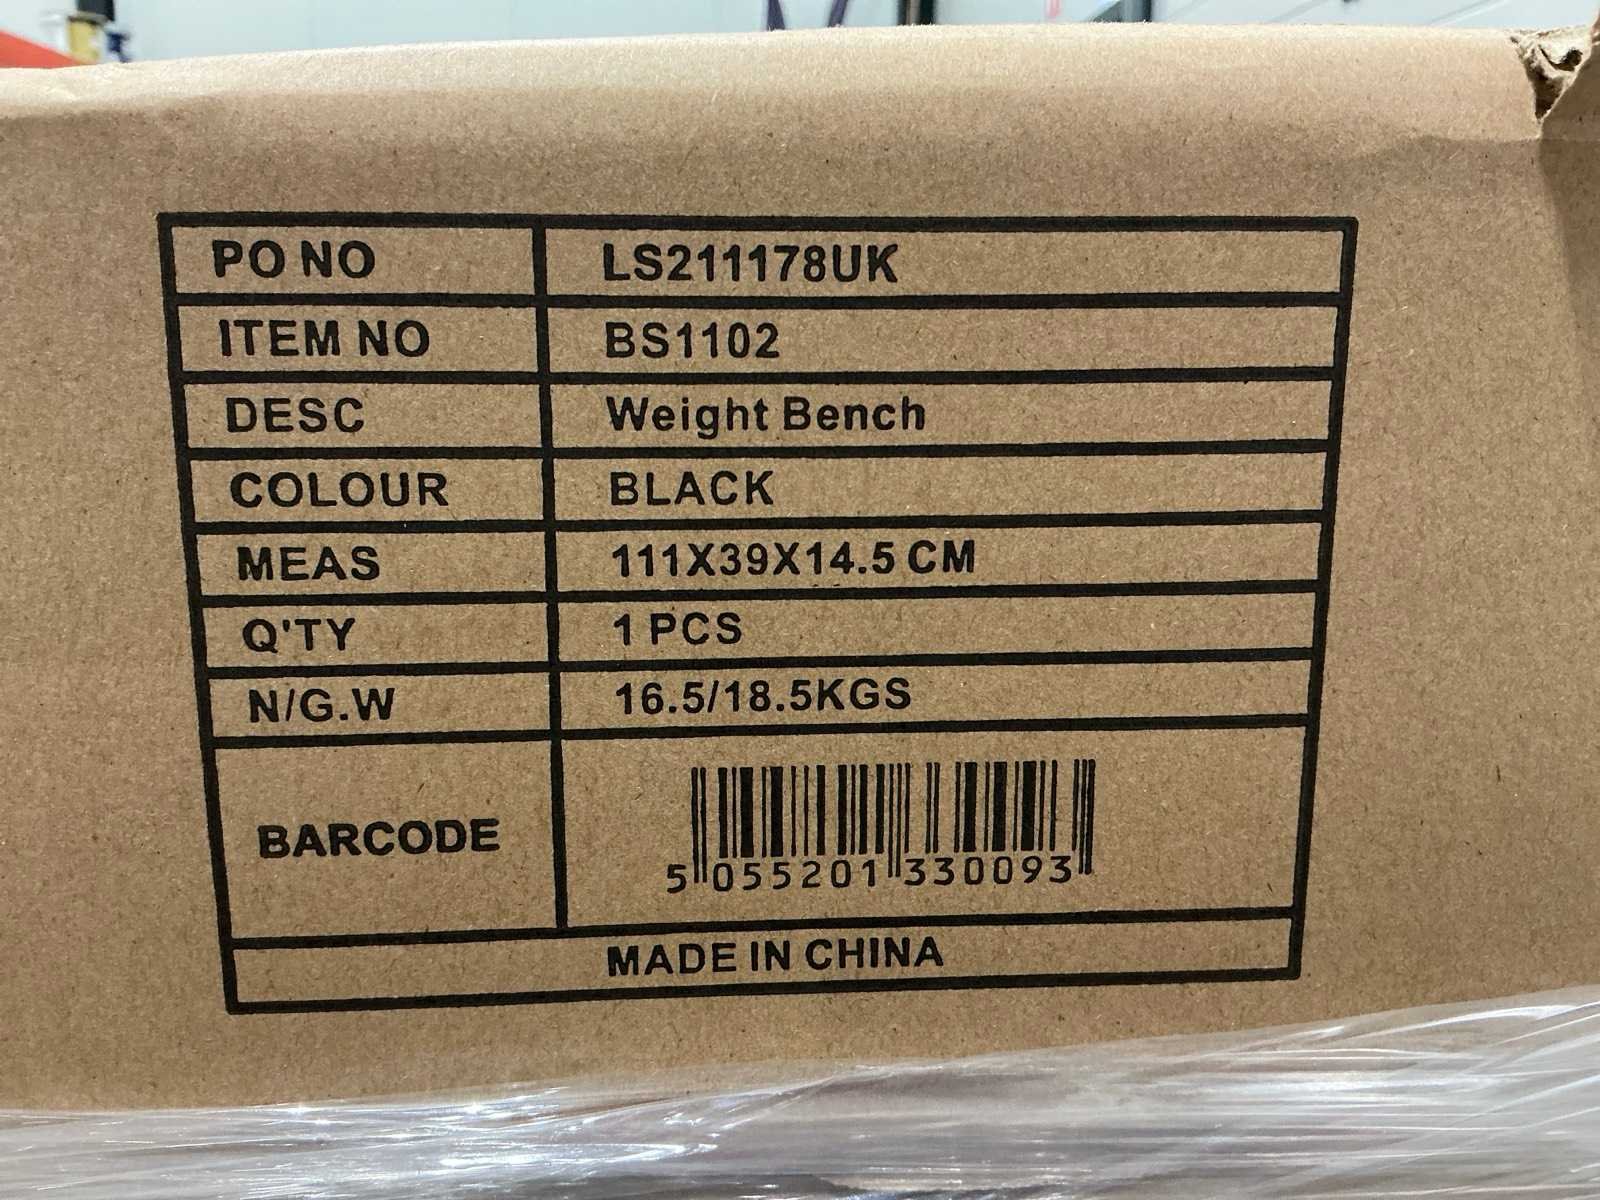 PO NO LS211178UK
ITEM NO BS1102
DESC Weight Bench
COLOUR BLACK
MEAS 111X39X14.5 CM
Q'TY 1 PCS
N/G.W 16.5/18.5KGS
BARCODE 5 055201 330093
MADE IN CHINA